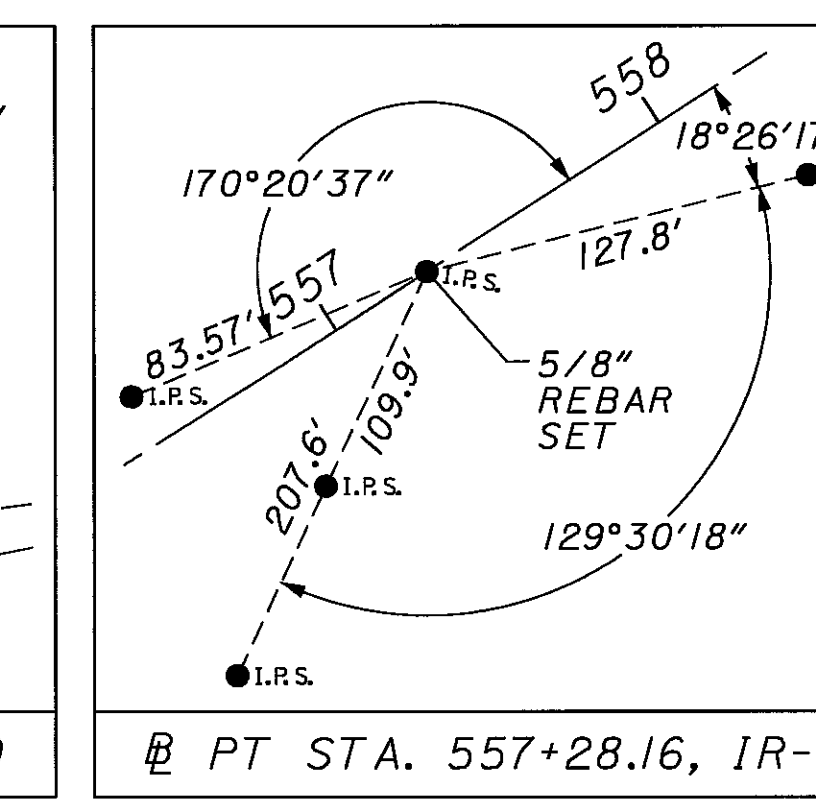 558
18°26'17
170°20'37"
127.8'
I.P.S.
557
83.57'
I.P.S.
5/8"
REBAR
SET
109.9'
207.6'
I.P.S.
129°30'18"
I.P.S.
BL PT STA. 557+28.16, IR-